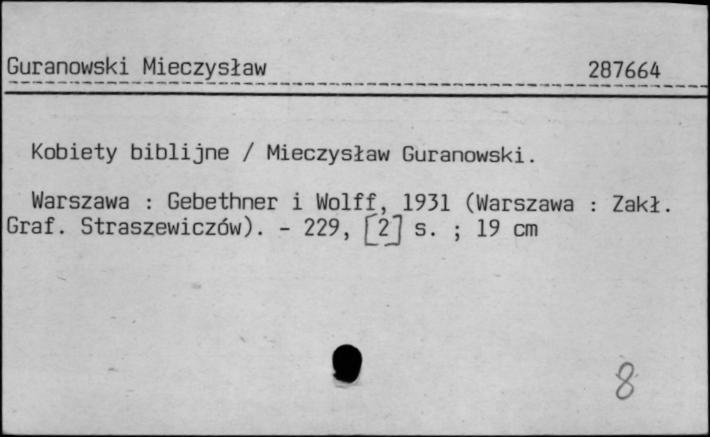 Guranowski Mieczysław 287664
Kobiety biblijne / Mieczysław Guranowski.
Warszawa : Gebethner i Wolff, 1931 (Warszawa : Zakł.
Graf. Straszewiczów). - 229, [2] s. ; 19 cm
8